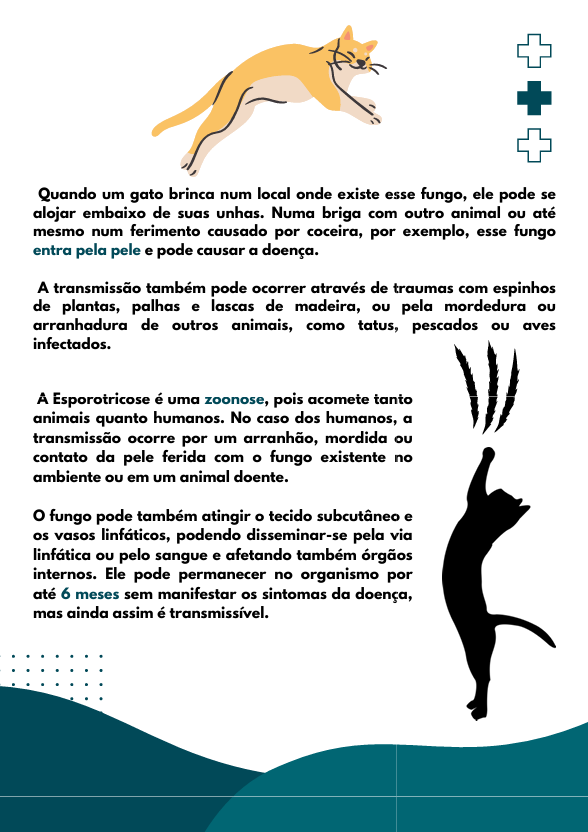 Quando um gato brinca num local onde existe esse fungo, ele pode se
alojar embaixo de suas unhas. Numa briga com outro animal ou até
mesmo num ferimento causado por coceira, por exemplo, esse fungo
entra pela pele e pode causar a doença.
A transmissão também pode ocorrer através de traumas com espinhos
de plantas, palhas e lascas de madeira, ou pela mordedura ou
arranhadura de outros animais, como tatus, pescados ou aves
infectados.
A Esporotricose é uma zoonose, pois acomete tanto
animais quanto humanos. No caso dos humanos, a
transmissão ocorre por um arranhão, mordida ou
contato da pele ferida com o fungo existente no
ambiente ou em um animal doente.
O fungo pode também atingir o tecido subcutâneo e
os vasos linfáticos, podendo disseminar-se pela via
linfática ou pelo sangue e afetando também órgãos
internos. Ele pode permanecer no organismo por
até 6 meses sem manifestar os sintomas da doença,
mas ainda assim é transmissível.